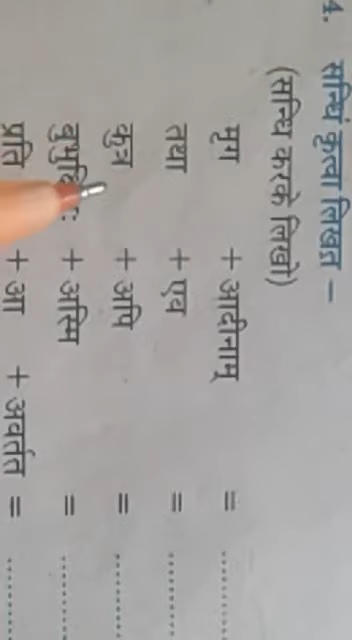 4. सन्धिं कृत्वा लिखत –
(सन्धि करके लिखो)
मृग + आदीनाम् = ..........
तथा + एव = ..........
कुत्र + अपि = ..........
+ अस्मि = ..........
प्रति + आ + अवर्तत = ..........